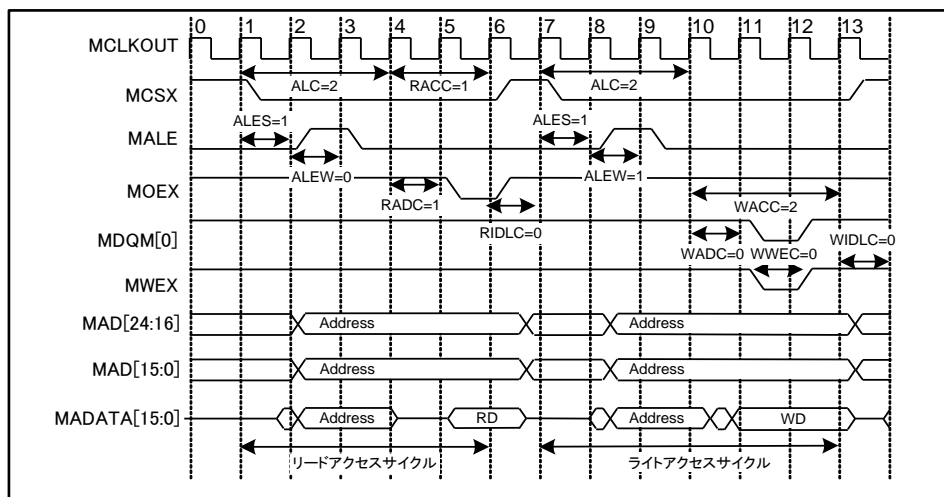 0 1 2 3 4 5 6 7 8 9 10 11 12 13
MCLKOUT
ALC=2 RACC=1 ALC=2
MCSX
ALES=1 ALES=1
MALE
ALEW=0 ALEW=1
MOEX
RADC=1 WACC=2
RIDLC=0
MDQM[0]
WADC=0 WWEC=0 WIDLC=0
MWEX
MAD[24:16] Address Address
MAD[15:0] Address Address
MADATA[15:0] Address RD Address WD
リードアクセスサイクル ライトアクセスサイクル